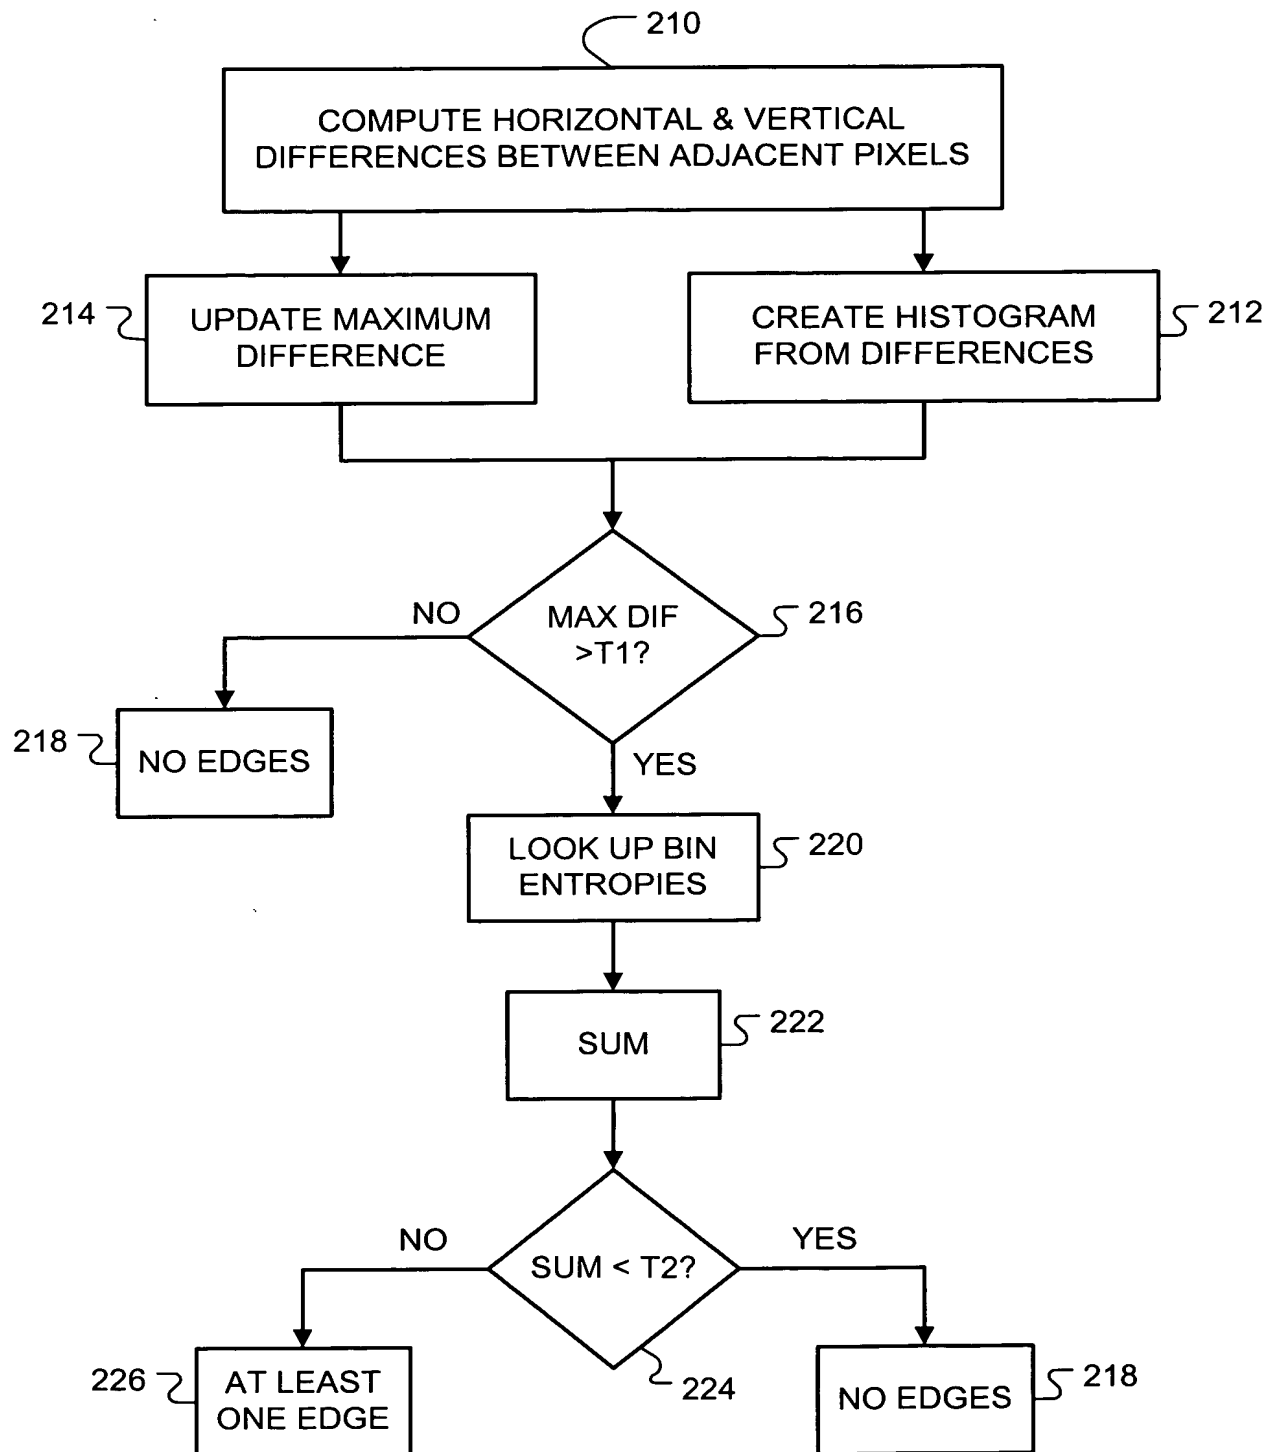 210
COMPUTE HORIZONTAL & VERTICAL
DIFFERENCES BETWEEN ADJACENT PIXELS
214
UPDATE MAXIMUM
DIFFERENCE
CREATE HISTOGRAM
FROM DIFFERENCES
212
NO
MAX DIF
>T1?
216
218
NO EDGES
YES
LOOK UP BIN
ENTROPIES
220
SUM
222
NO
SUM < T2?
YES
226
AT LEAST
ONE EDGE
224
NO EDGES
218